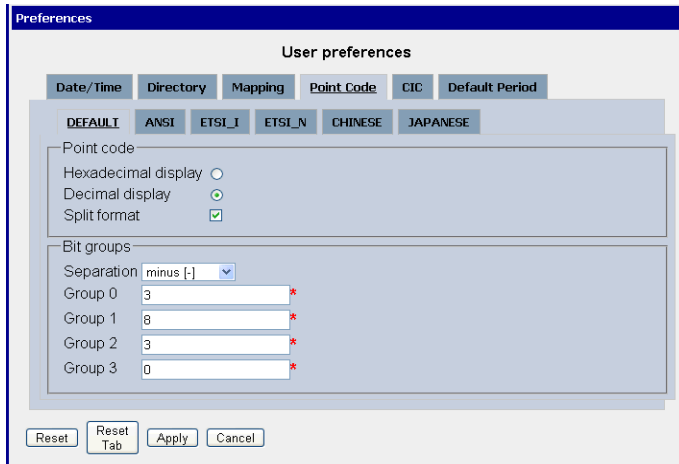 Preferences
User preferences
Date/Time Directory Mapping Point Code CIC Default Period
DEFAULT ANSI ETSI_I ETSI_N CHINESE JAPANESE
Point code
Hexadecimal display
Decimal display
Split format
Bit groups
Separation minus [-]
Group 0 3 *
Group 1 8 *
Group 2 3 *
Group 3 0 *
Reset Reset Tab Apply Cancel